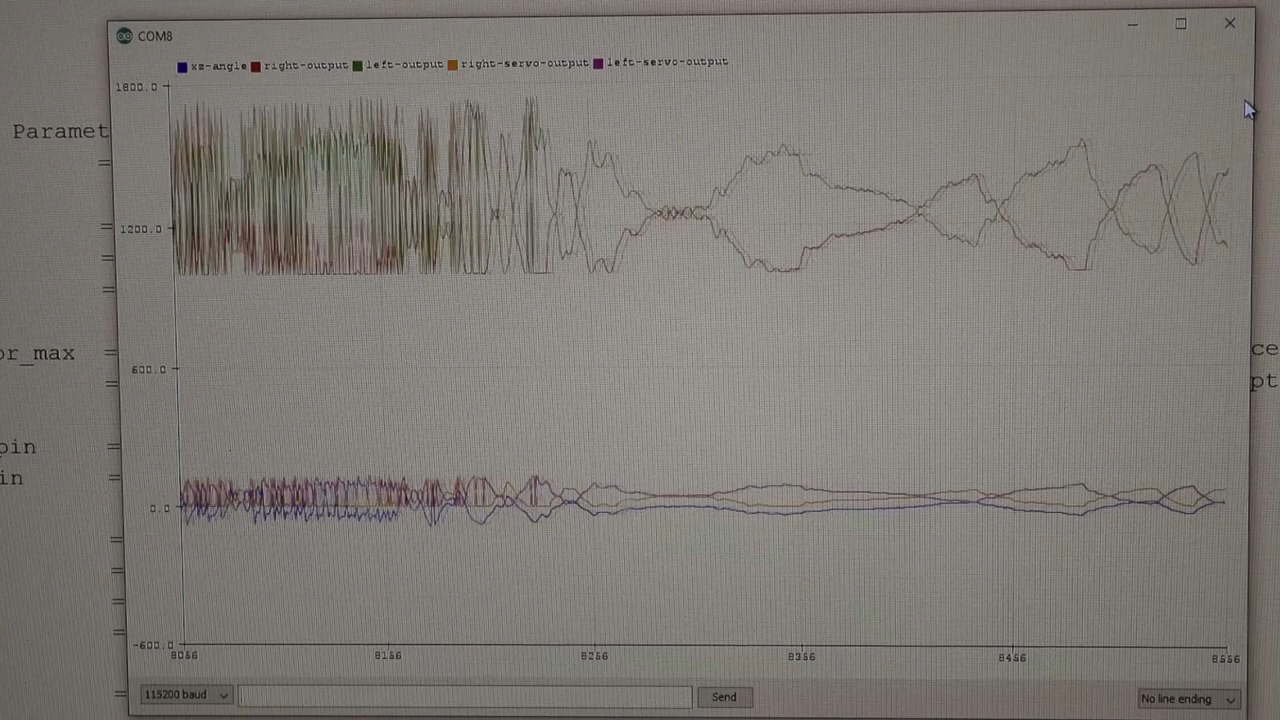 COM8
xz-angle right-output left-output right-servo-output left-servo-output
1800.0
Paramet
=
=
1200.0
=
=
or_max =
ce
600.0
=
pt
pin =
in =
0.0
=
=
=
=
-600.0
8056 8156 8256 8356 8456 8556
=
115200 baud Send No line ending